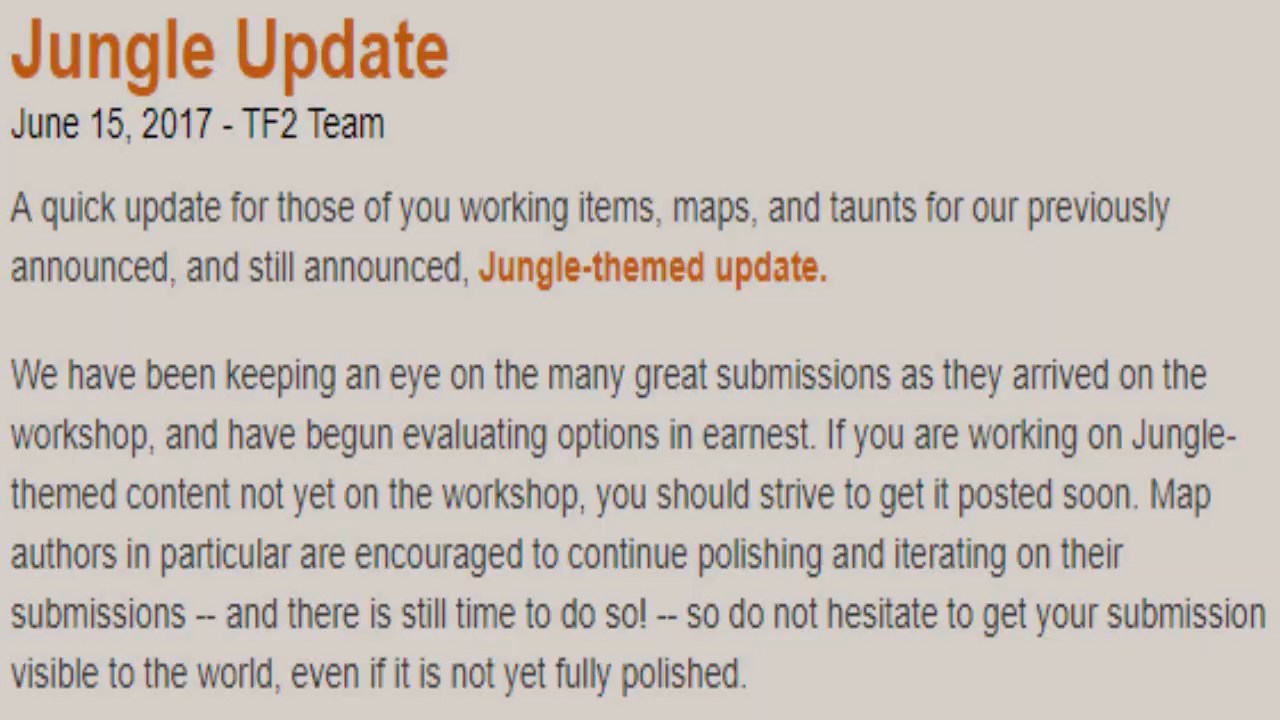 Jungle Update
June 15, 2017 - TF2 Team
A quick update for those of you working items, maps, and taunts for our previously
announced, and still announced, Jungle-themed update.
We have been keeping an eye on the many great submissions as they arrived on the
workshop, and have begun evaluating options in earnest. If you are working on Jungle-
themed content not yet on the workshop, you should strive to get it posted soon. Map
authors in particular are encouraged to continue polishing and iterating on their
submissions -- and there is still time to do so! -- so do not hesitate to get your submission
visible to the world, even if it is not yet fully polished.